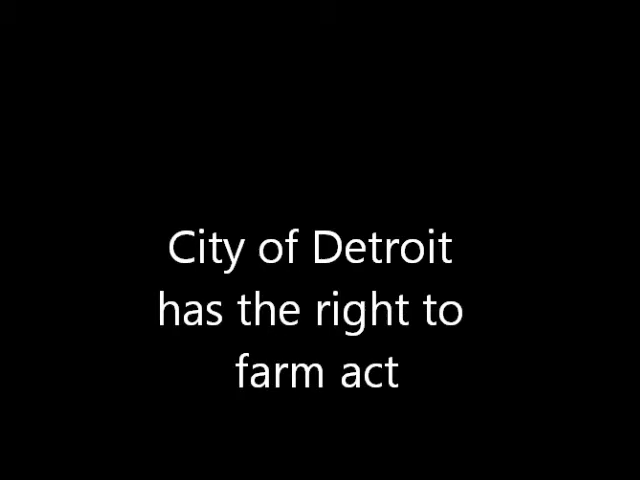 City of Detroit
has the right to
farm act